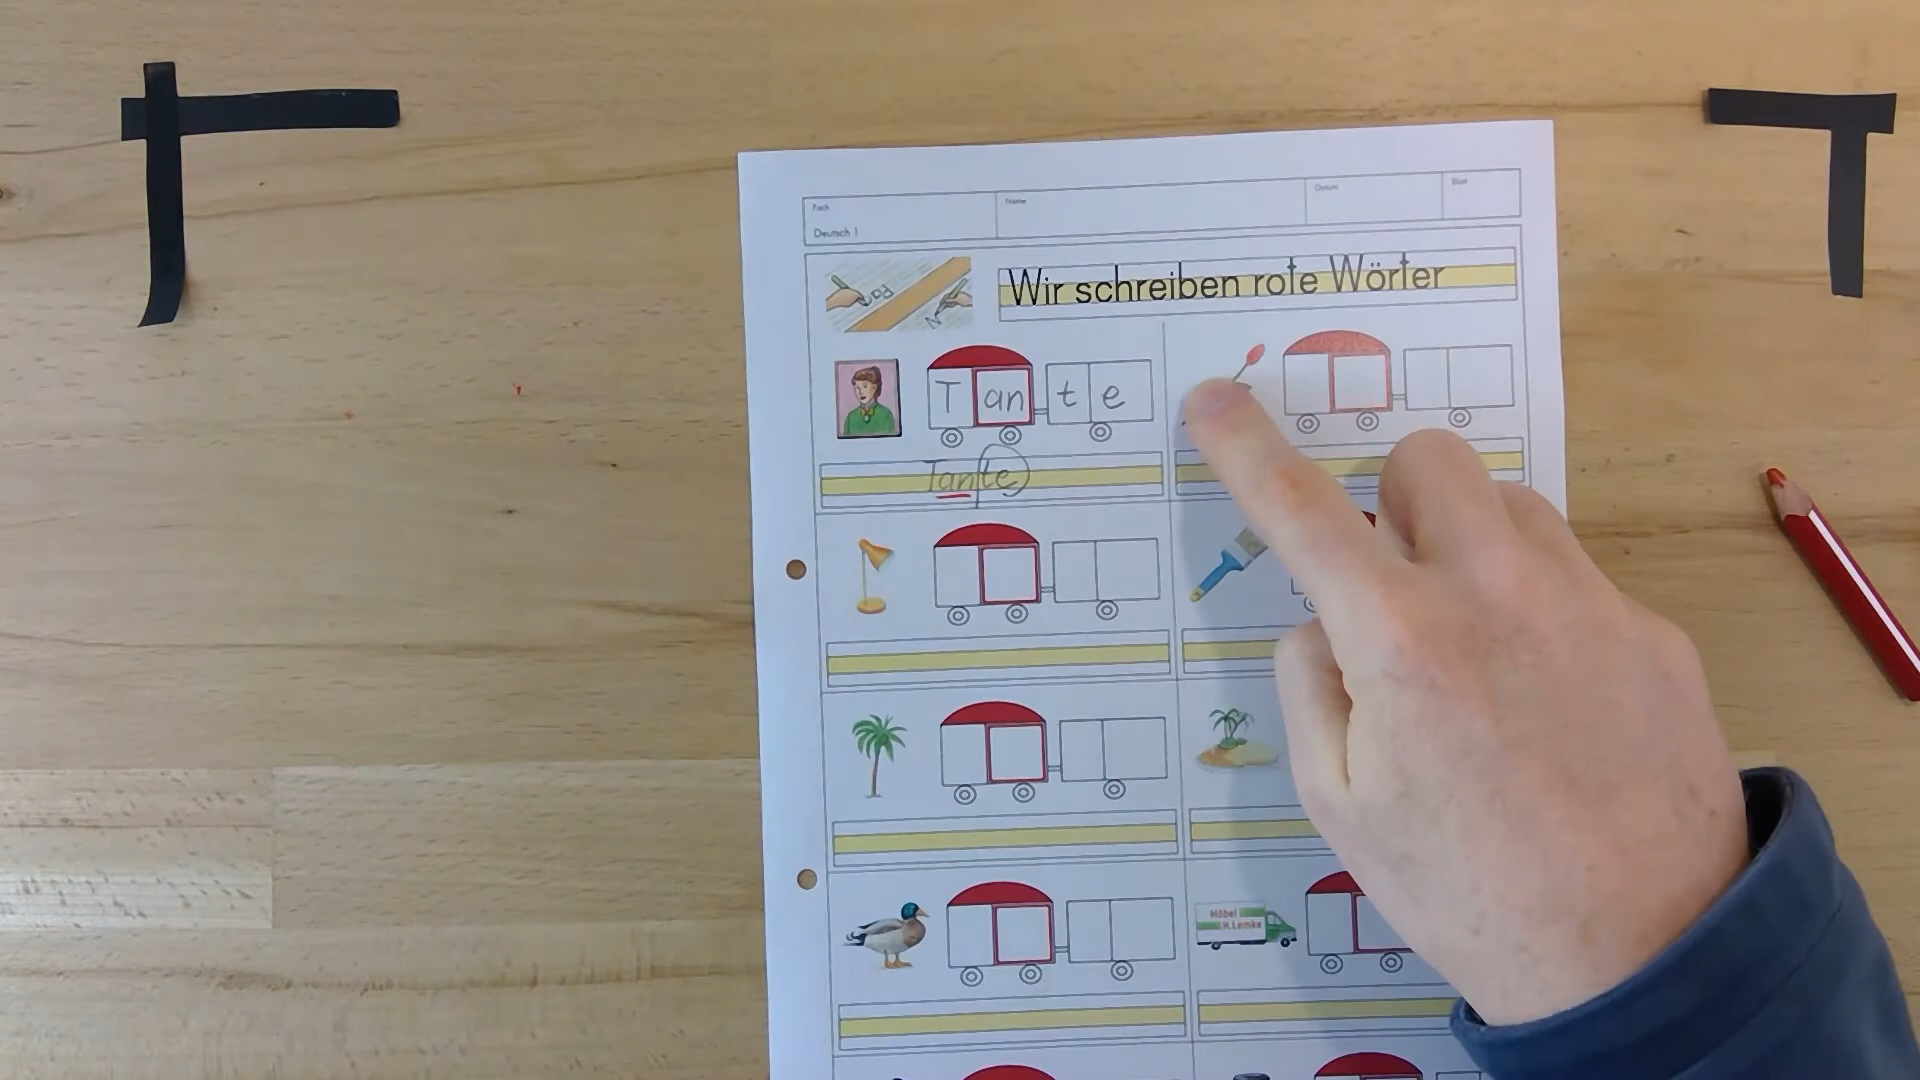 Fach
Name
Datum
Blatt
Deutsch 1
Wir schreiben rote Wörter
T an t e
Tante
Möbel
H. Lemke